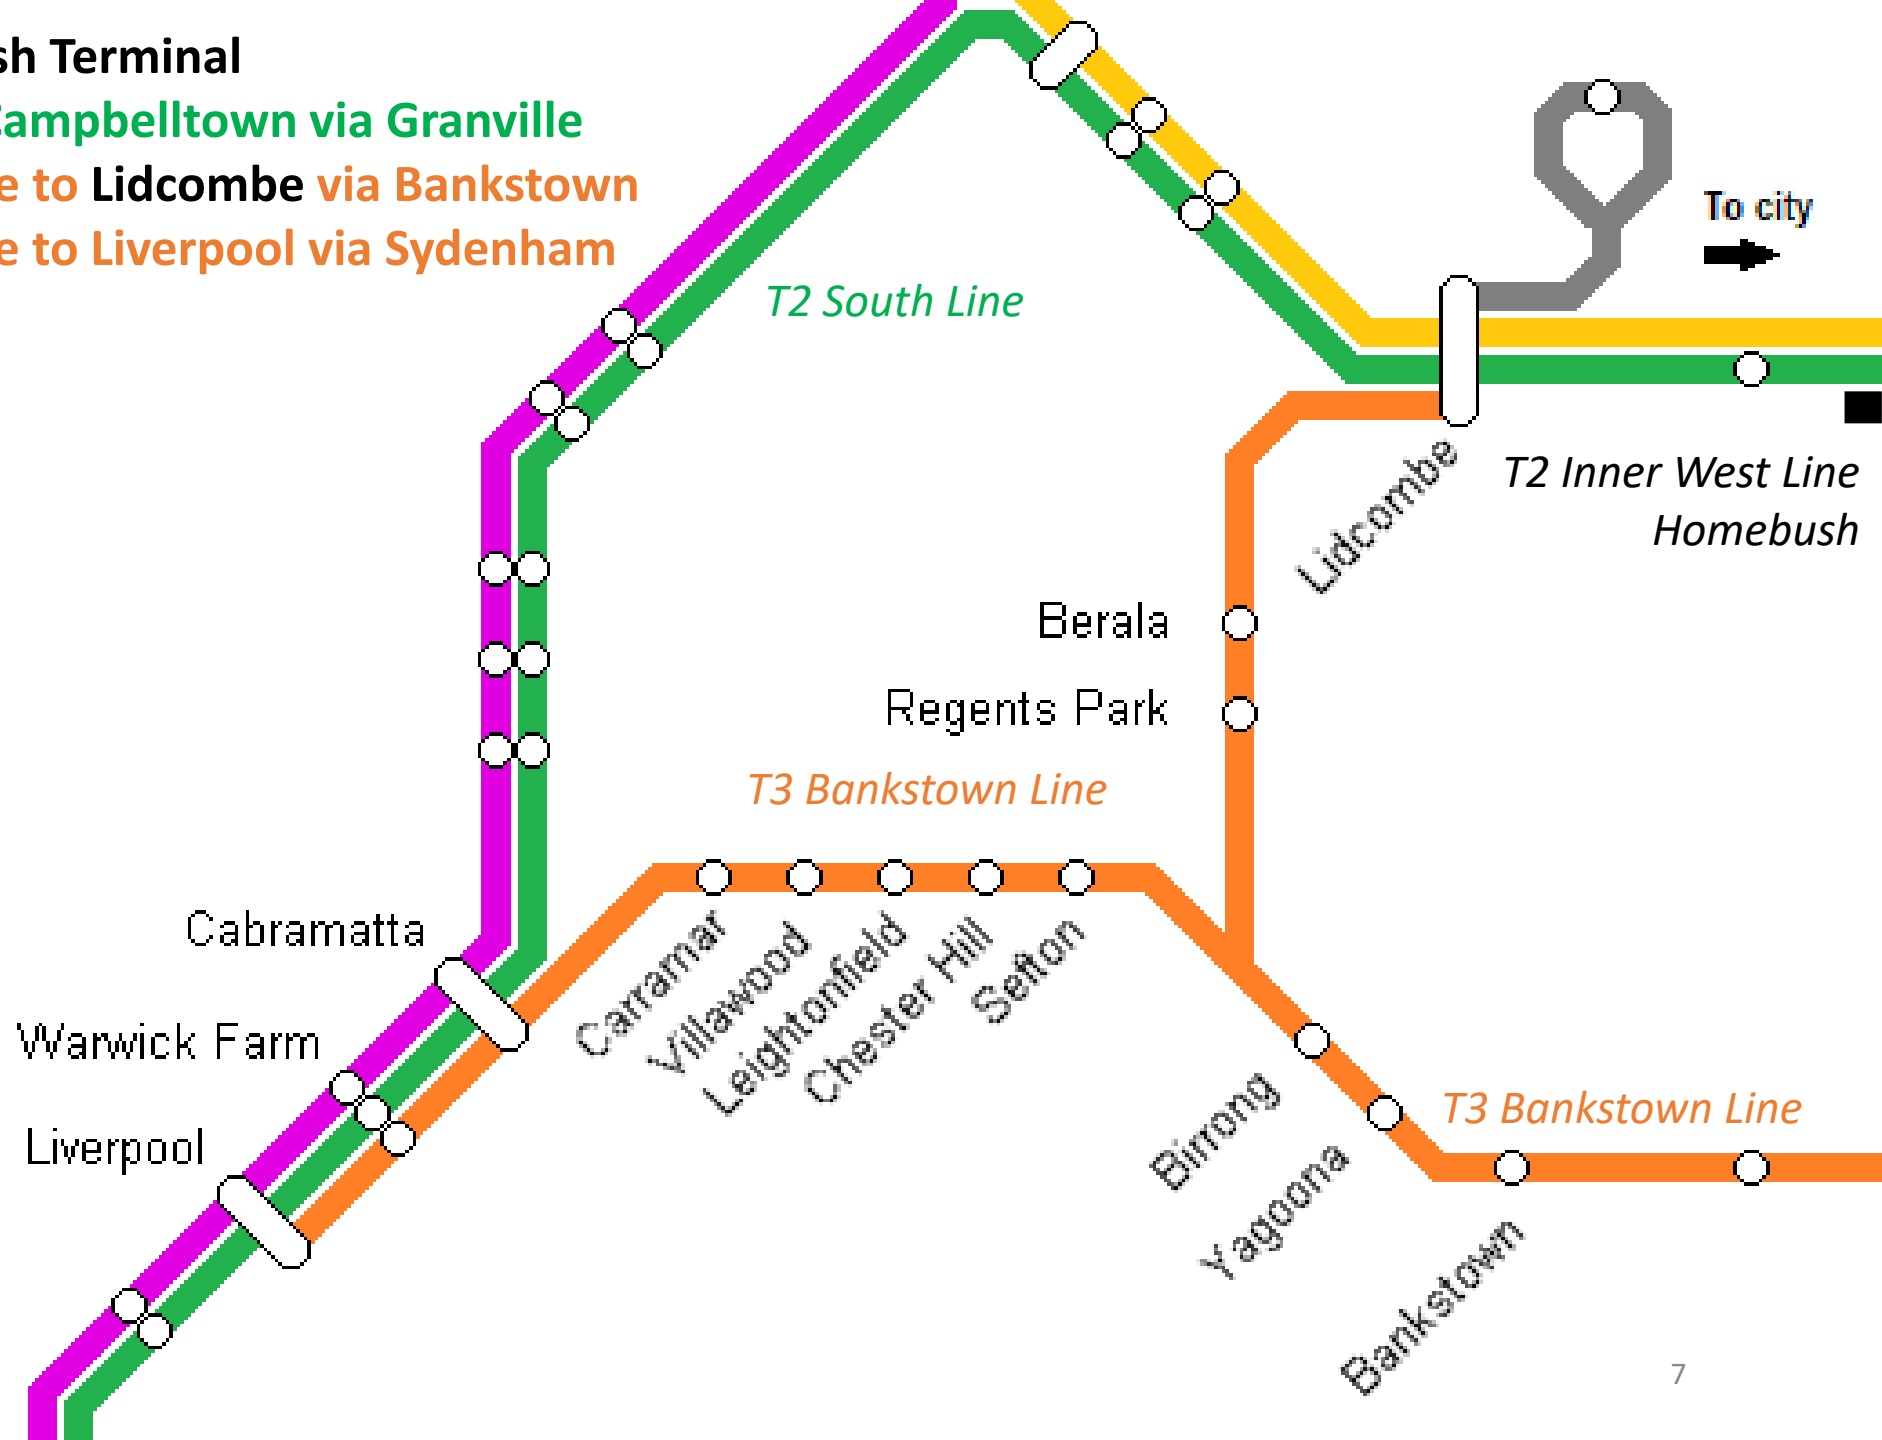 sh Terminal
Campbelltown via Granville
e to Lidcombe via Bankstown
e to Liverpool via Sydenham
To city
T2 South Line
Lidcombe
T2 Inner West Line
Homebush
Berala
Regents Park
T3 Bankstown Line
Cabramatta
Carramar
Villawood
Leightonfield
Chester Hill
Sefton
Warwick Farm
Liverpool
Birrong
Yagoona
T3 Bankstown Line
Bankstown
7